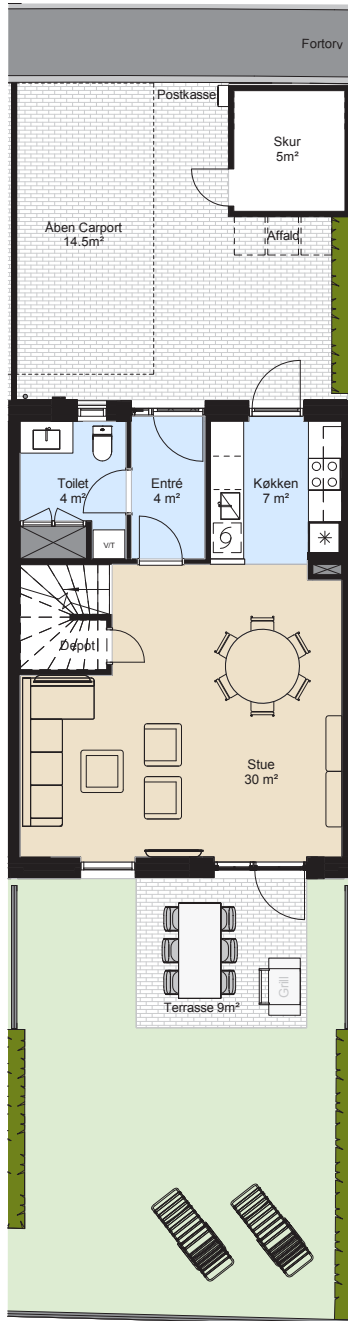 Fortorv
Postkasse
Skur
5m²
Åben Carport
14.5m²
Affald
Toilet
4 m²
Entré
4 m²
Køkken
7 m²
V/T
Depot
Stue
30 m²
Grill
Terrasse 9m²